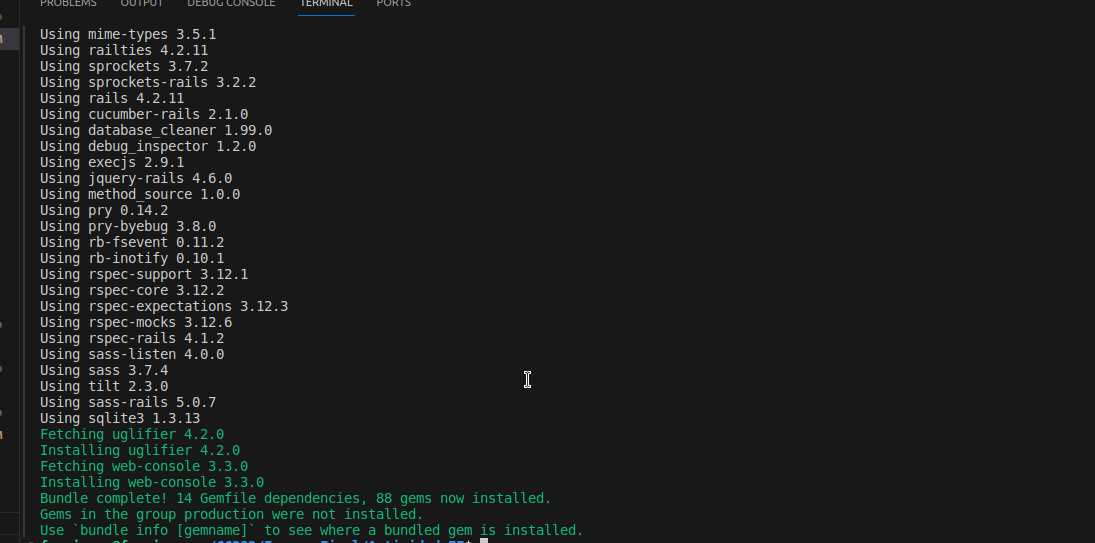 PROBLEMS OUTPUT DEBUG CONSOLE TERMINAL PORTS
Using mime-types 3.5.1
Using railties 4.2.11
Using sprockets 3.7.2
Using sprockets-rails 3.2.2
Using rails 4.2.11
Using cucumber-rails 2.1.0
Using database_cleaner 1.99.0
Using debug_inspector 1.2.0
Using execjs 2.9.1
Using jquery-rails 4.6.0
Using method_source 1.0.0
Using pry 0.14.2
Using pry-byebug 3.8.0
Using rb-fsevent 0.11.2
Using rb-inotify 0.10.1
Using rspec-support 3.12.1
Using rspec-core 3.12.2
Using rspec-expectations 3.12.3
Using rspec-mocks 3.12.6
Using rspec-rails 4.1.2
Using sass-listen 4.0.0
Using sass 3.7.4
Using tilt 2.3.0
Using sass-rails 5.0.7
Using sqlite3 1.3.13
Fetching uglifier 4.2.0
Installing uglifier 4.2.0
Fetching web-console 3.3.0
Installing web-console 3.3.0
Bundle complete! 14 Gemfile dependencies, 88 gems now installed.
Gems in the group production were not installed.
Use `bundle info [gemname]` to see where a bundled gem is installed.